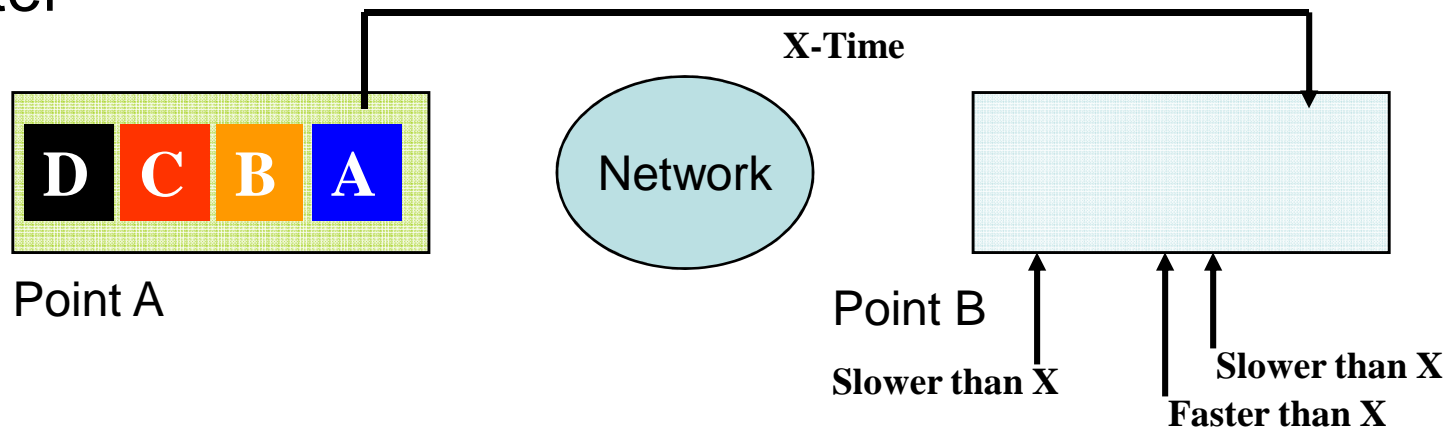 X-Time
D C B A
Network
Point A
Point B
Slower than X
Slower than X
Faster than X